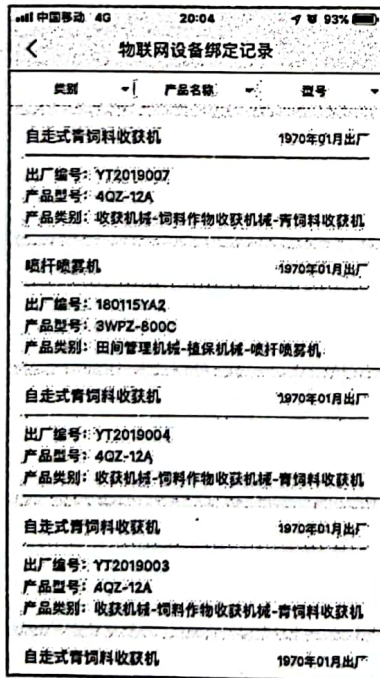 中国移动 4G 20:04 93%
物联网设备绑定记录
类别 产品名称 型号
自走式青饲料收获机 1970年01月出厂
出厂编号：YT2019007
产品型号：4QZ-12A
产品类别：收获机械-饲料作物收获机械-青饲料收获机
喷杆喷雾机 1970年01月出厂
出厂编号：180115YA2
产品型号：3WPZ-800C
产品类别：田间管理机械-植保机械-喷杆喷雾机
自走式青饲料收获机 1970年01月出厂
出厂编号：YT2019004
产品型号：4QZ-12A
产品类别：收获机械-饲料作物收获机械-青饲料收获机
自走式青饲料收获机 1970年01月出厂
出厂编号：YT2019003
产品型号：4QZ-12A
产品类别：收获机械-饲料作物收获机械-青饲料收获机
自走式青饲料收获机 1970年01月出厂